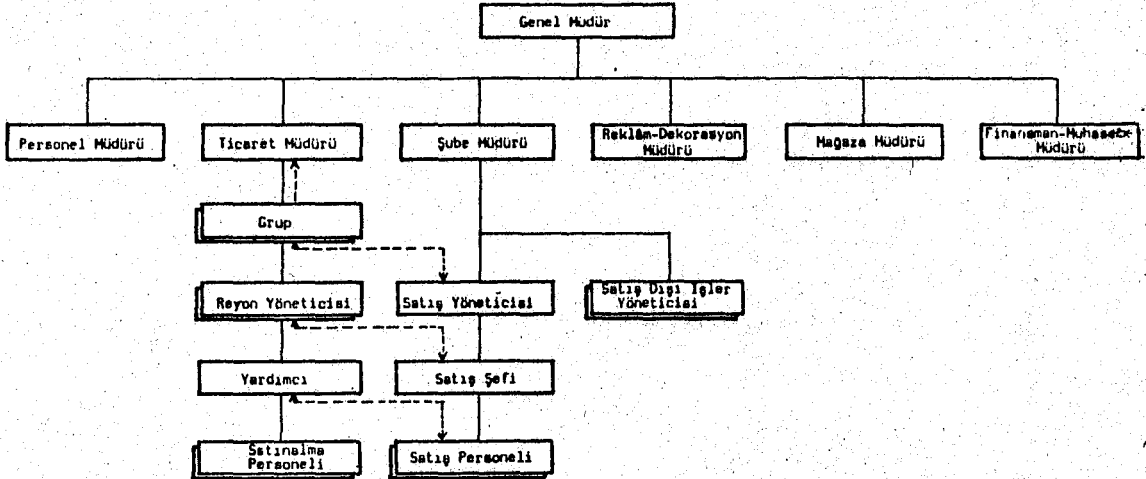 Genel Müdür
Personel Müdürü
Ticaret Müdürü
Şube Müdürü
Reklâm-Dekorasyon
Müdürü
Mağaza Müdürü
Finansman-Muhasebe
Müdürü
Grup
Reyon Yöneticisi
Satış Yöneticisi
Satış Dışı İşler
Yöneticisi
Yardımcı
Satış Şefi
Satınalma
Personeli
Satış Personeli